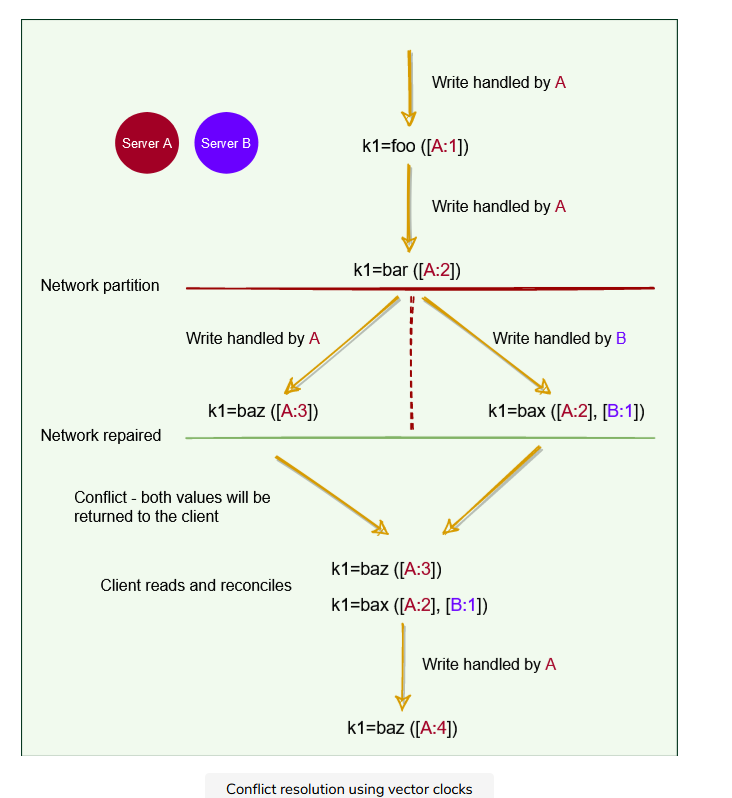 Write handled by A
Server A
Server B
k1=foo ([A:1])
Write handled by A
k1=bar ([A:2])
Network partition
Write handled by A
Write handled by B
k1=baz ([A:3])
k1=bax ([A:2], [B:1])
Network repaired
Conflict - both values will be
returned to the client
k1=baz ([A:3])
Client reads and reconciles
k1=bax ([A:2], [B:1])
Write handled by A
k1=baz ([A:4])
Conflict resolution using vector clocks